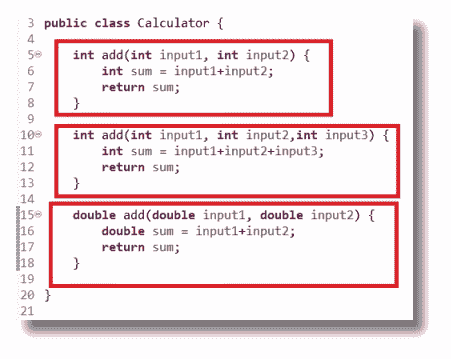 3 public class Calculator {
4
5 int add(int input1, int input2) {
6 int sum = input1+input2;
7 return sum;
8 }
9
10 int add(int input1, int input2,int input3) {
11 int sum = input1+input2+input3;
12 return sum;
13 }
14
15 double add(double input1, double input2) {
16 double sum = input1+input2;
17 return sum;
18 }
19
20 }
21